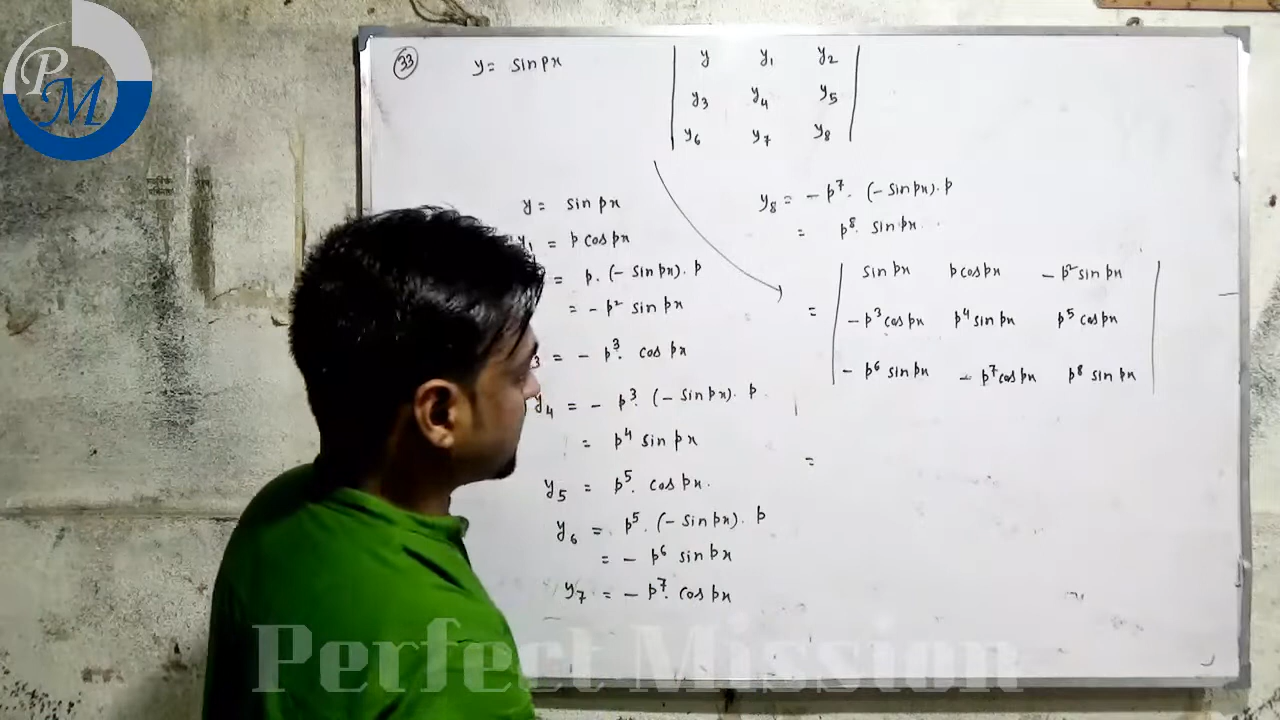 PM
33 y = sin px
| y y₁ y₂ |
| y₃ y₄ y₅ |
| y₆ y₇ y₈ |
y = sin px
y₁ = p cos px
= p. (- sin px). p
= - p² sin px
3 = - p³. cos px
y₄ = - p³. (- sin px). p
= p⁴ sin px
y₅ = p⁵. cos px.
y₆ = p⁵. (- sin px). p
= - p⁶ sin px
y₇ = - p⁷. cos px
y₈ = - p⁷. (- sin px). p
= p⁸. sin px.
= | sin px p cos px - p² sin px |
| - p³ cos px p⁴ sin px p⁵ cos px |
| - p⁶ sin px - p⁷ cos px p⁸ sin px |
=
Perfect Mission